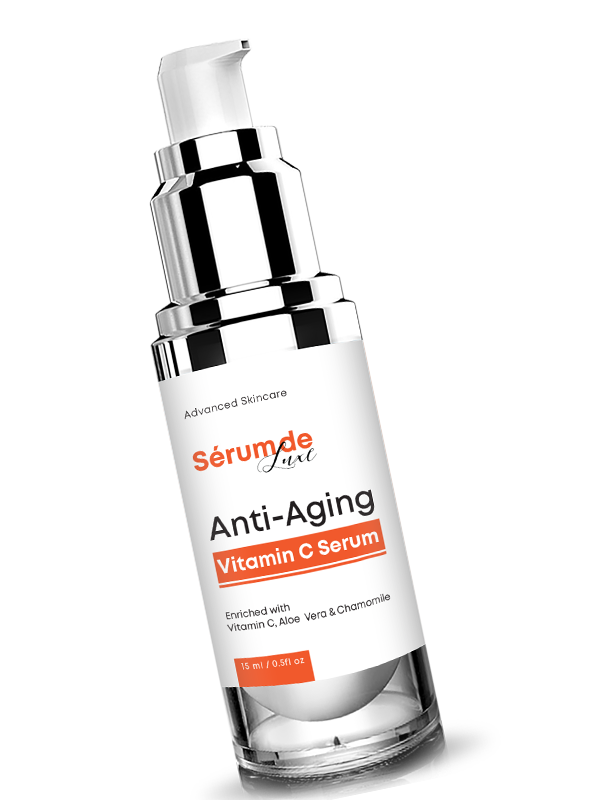 Advanced Skincare
Sérumde
Luxe
Anti-Aging
Vitamin C Serum
Enriched with
Vitamin C, Aloe Vera & Chamomile
15 ml / 0.5fl oz